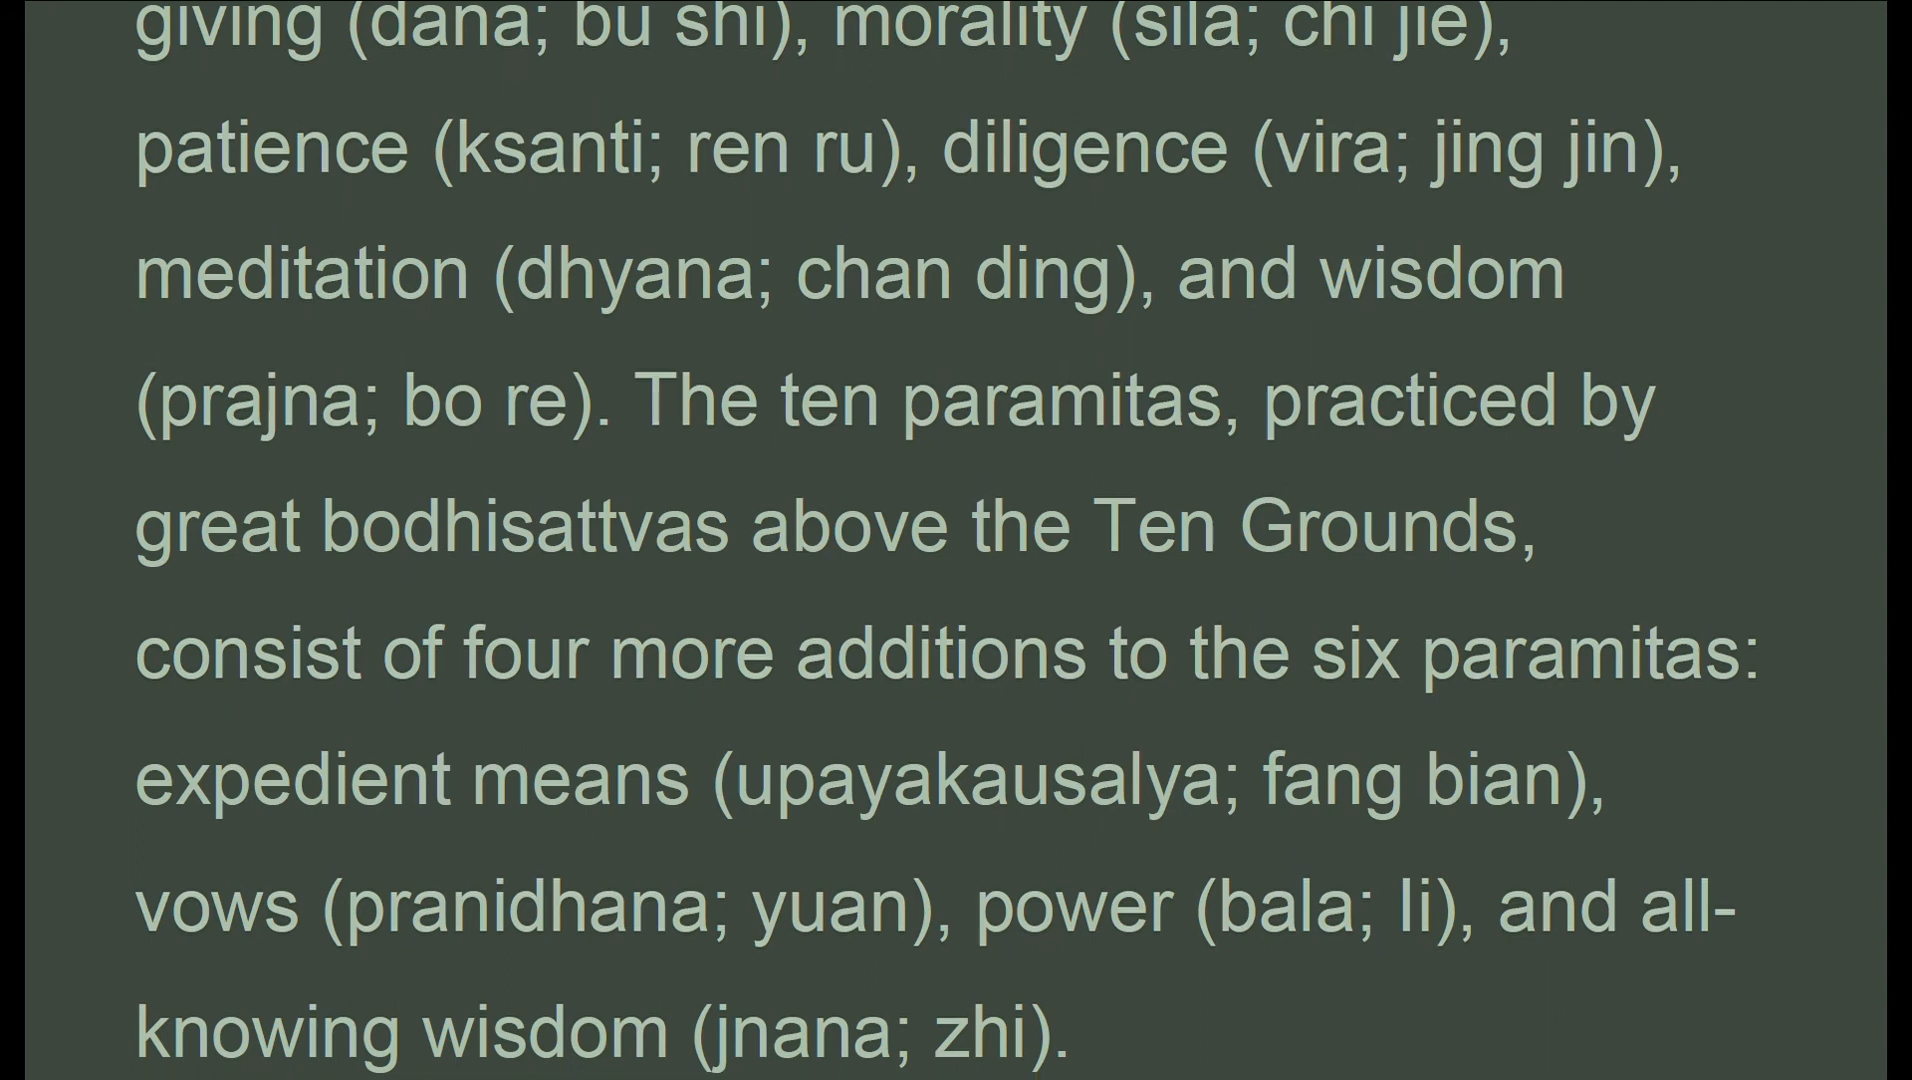 giving (dana; bu shi), morality (sila; chi jie),
patience (ksanti; ren ru), diligence (vira; jing jin),
meditation (dhyana; chan ding), and wisdom
(prajna; bo re). The ten paramitas, practiced by
great bodhisattvas above the Ten Grounds,
consist of four more additions to the six paramitas:
expedient means (upayakausalya; fang bian),
vows (pranidhana; yuan), power (bala; li), and all-
knowing wisdom (jnana; zhi).